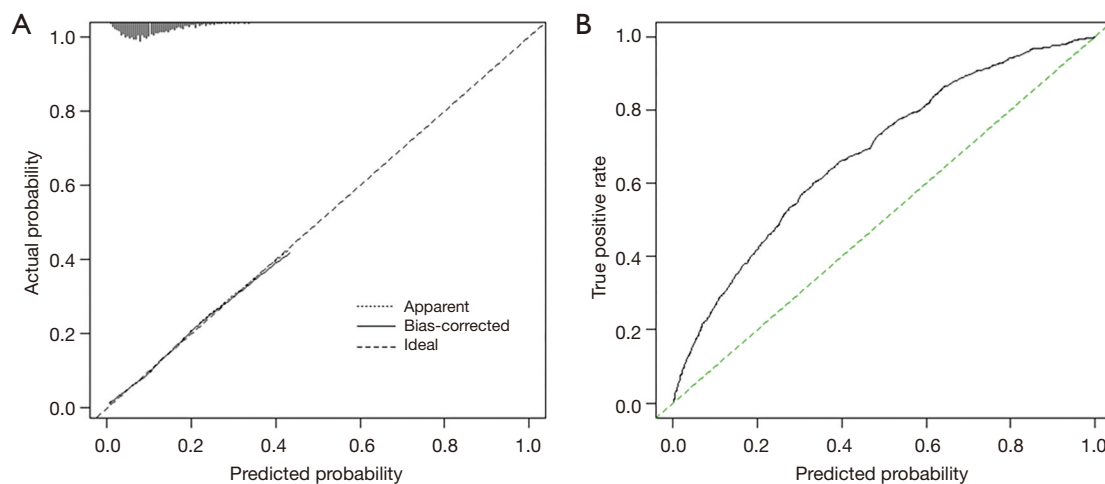 A
1.0
0.8
0.6
0.4
0.2
0.0
Actual probability
Apparent
Bias-corrected
Ideal
0.0 0.2 0.4 0.6 0.8 1.0
Predicted probability
B
1.0
0.8
0.6
0.4
0.2
0.0
True positive rate
0.0 0.2 0.4 0.6 0.8 1.0
Predicted probability